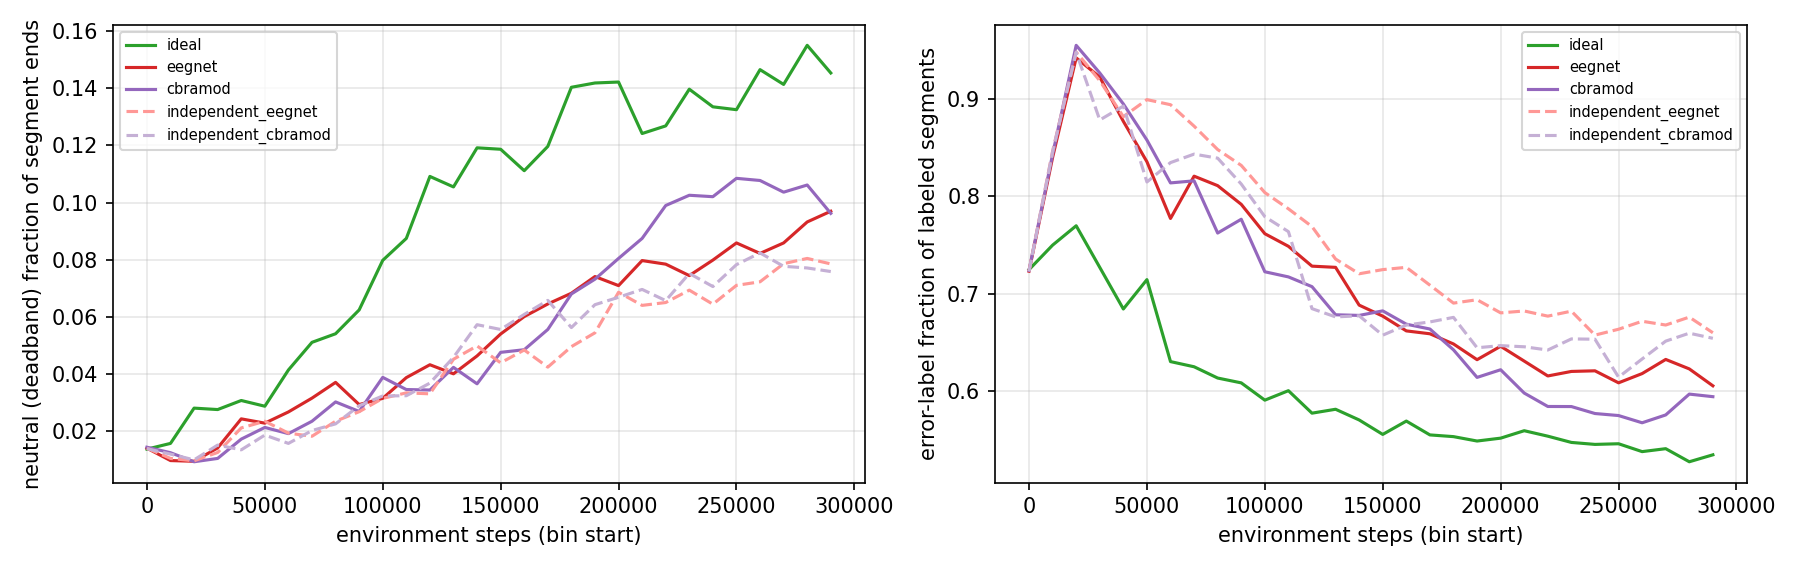 neutral (deadband) fraction of segment ends
0.16
0.14
0.12
0.10
0.08
0.06
0.04
0.02
ideal
eegnet
cbramod
independent_eegnet
independent_cbramod
0 50000 100000 150000 200000 250000 300000
environment steps (bin start)
error-label fraction of labeled segments
0.9
0.8
0.7
0.6
ideal
eegnet
cbramod
independent_eegnet
independent_cbramod
0 50000 100000 150000 200000 250000 300000
environment steps (bin start)